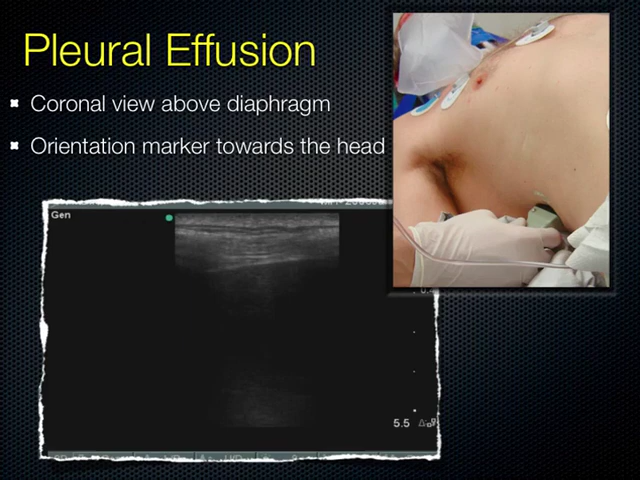 Pleural Effusion
Coronal view above diaphragm
Orientation marker towards the head
Gen
5.5